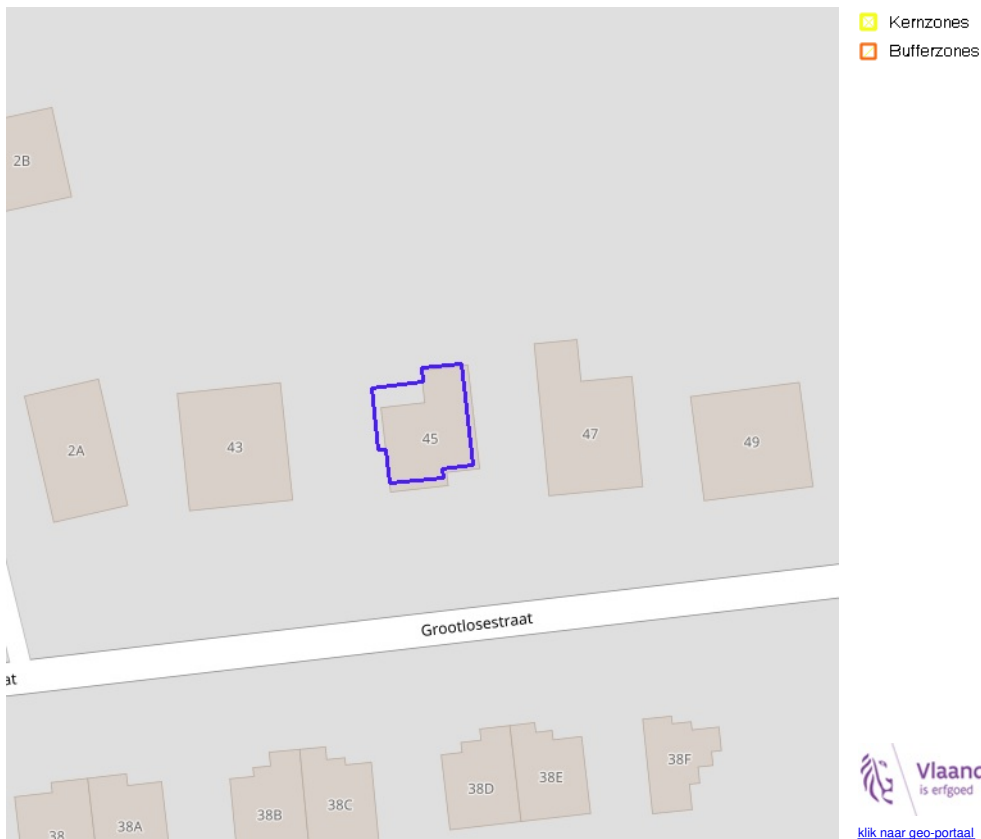 Kernzones
Bufferzones
2B
2A
43
45
47
49
Grootlosestraat
at
38
38A
38B
38C
38D
38E
38F
Vlaand
is erfgoed
klik naar geo-portaal